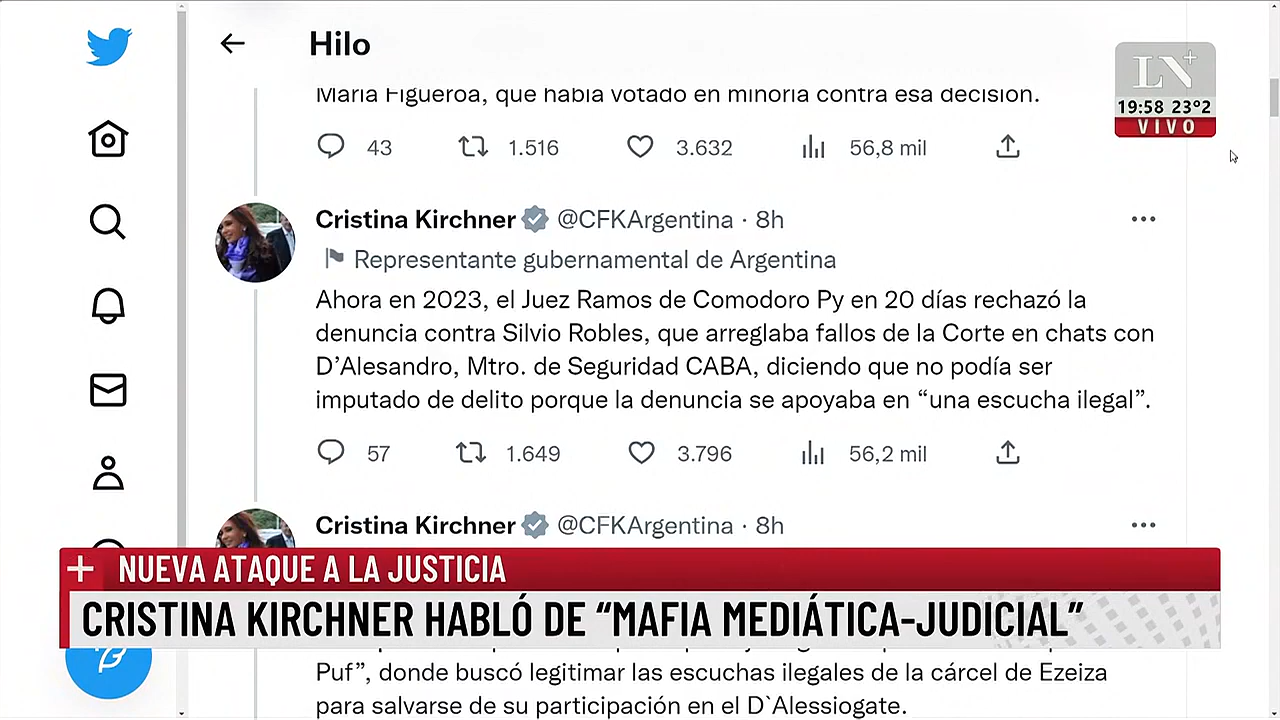 Hilo
LN+
19:58 23º2
VIVO
María Figueroa, que había votado en minoría contra esa decisión.
43 1.516 3.632 56,8 mil
Cristina Kirchner @CFKArgentina · 8h
Representante gubernamental de Argentina
Ahora en 2023, el Juez Ramos de Comodoro Py en 20 días rechazó la
denuncia contra Silvio Robles, que arreglaba fallos de la Corte en chats con
D’Alesandro, Mtro. de Seguridad CABA, diciendo que no podía ser
imputado de delito porque la denuncia se apoyaba en “una escucha ilegal”.
57 1.649 3.796 56,2 mil
Cristina Kirchner @CFKArgentina · 8h
+ NUEVA ATAQUE A LA JUSTICIA
CRISTINA KIRCHNER HABLÓ DE “MAFIA MEDIÁTICA-JUDICIAL”
Puf”, donde buscó legitimar las escuchas ilegales de la cárcel de Ezeiza
para salvarse de su participación en el D`Alessiogate.